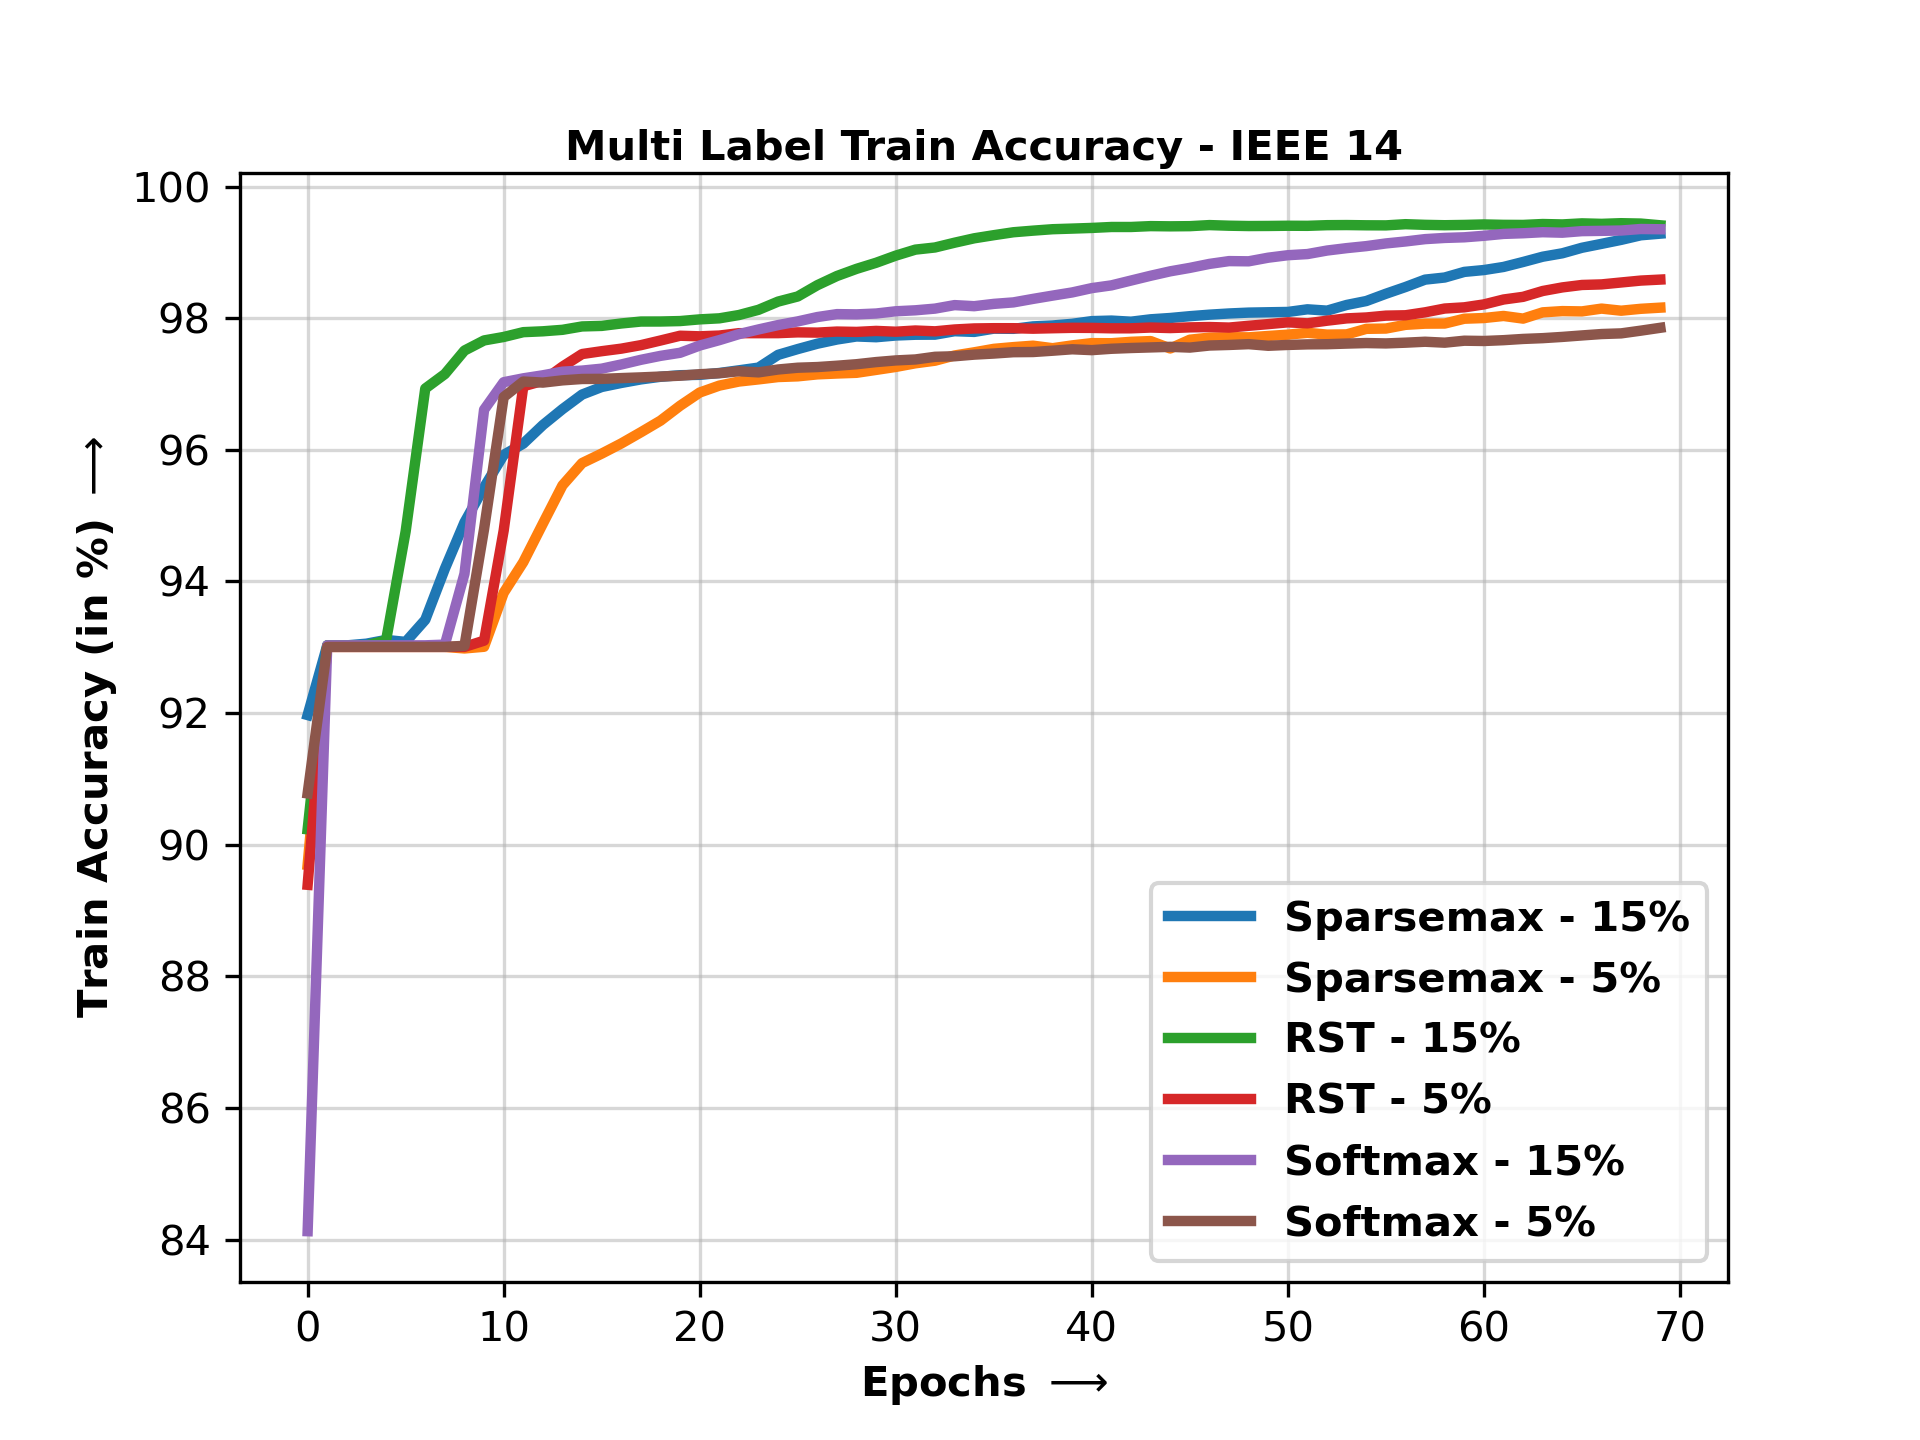 Multi Label Train Accuracy - IEEE 14
Train Accuracy (in %) ⟶
100
98
96
94
92
90
88
86
84
Sparsemax - 15%
Sparsemax - 5%
RST - 15%
RST - 5%
Softmax - 15%
Softmax - 5%
0 10 20 30 40 50 60 70
Epochs ⟶